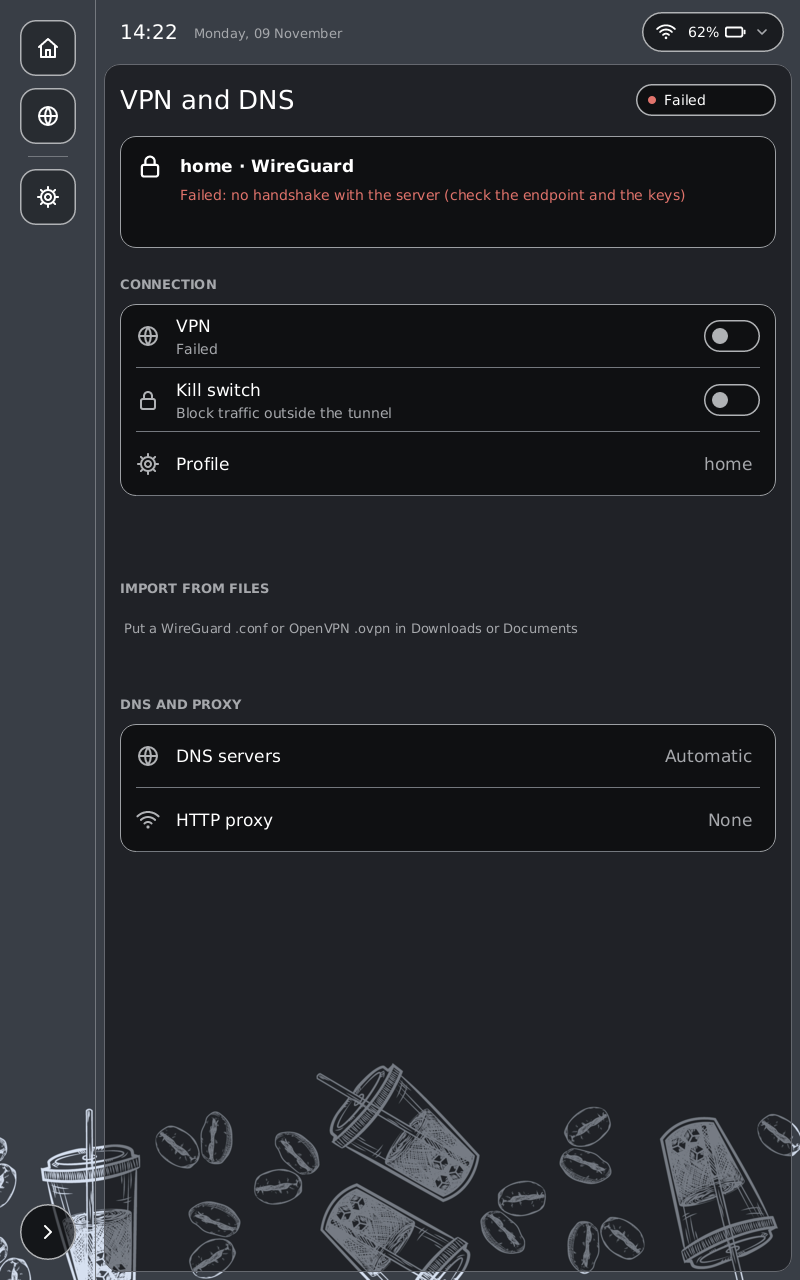 14:22 Monday, 09 November 62%
VPN and DNS
Failed
home · WireGuard
Failed: no handshake with the server (check the endpoint and the keys)
CONNECTION
VPN
Failed
Kill switch
Block traffic outside the tunnel
Profile home
IMPORT FROM FILES
Put a WireGuard .conf or OpenVPN .ovpn in Downloads or Documents
DNS AND PROXY
DNS servers Automatic
HTTP proxy None